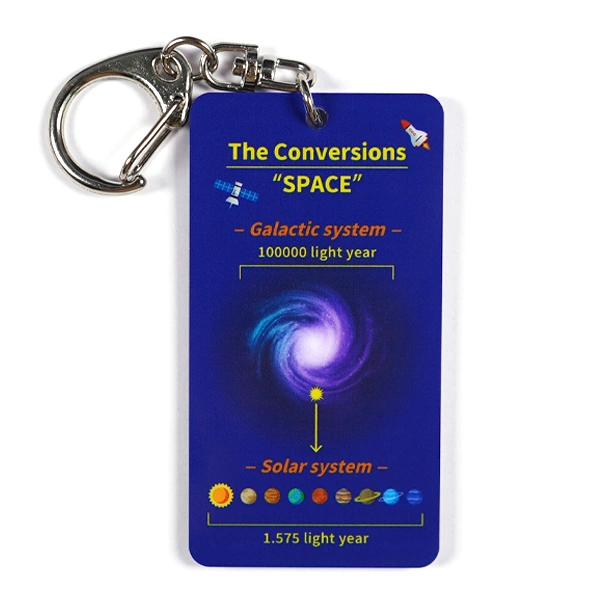 The Conversions
“SPACE”
– Galactic system –
100000 light year
– Solar system –
1.575 light year